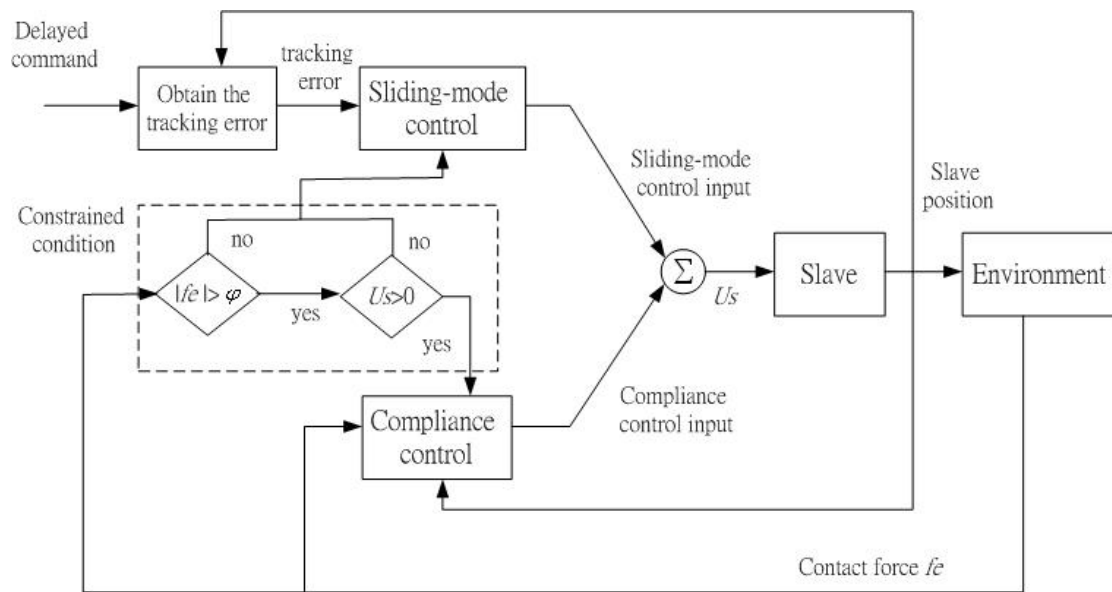 Delayed
command
tracking
error
Obtain the
tracking error
Sliding-mode
control
Sliding-mode
control input
Slave
position
Constrained
condition
no
no
|fe|> φ
yes
Us>0
yes
Σ
Us
Slave
Environment
Compliance
control
Compliance
control input
Contact force fe